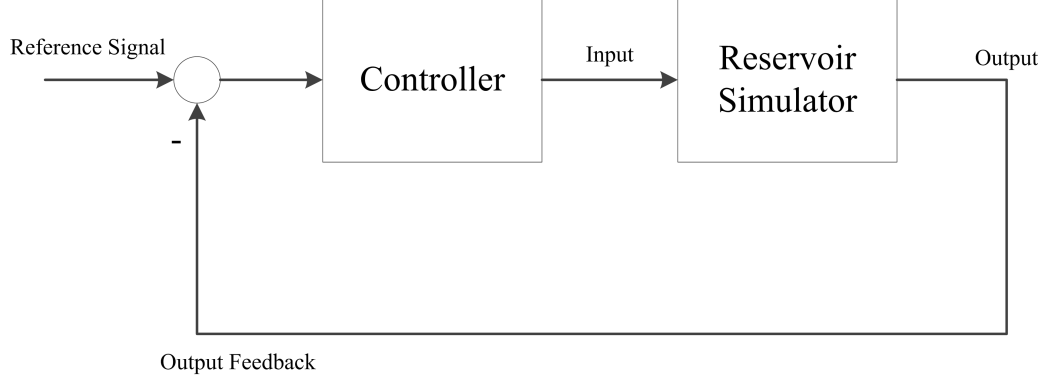 Reference Signal
Controller
Input
Reservoir
Simulator
Output
-
Output Feedback